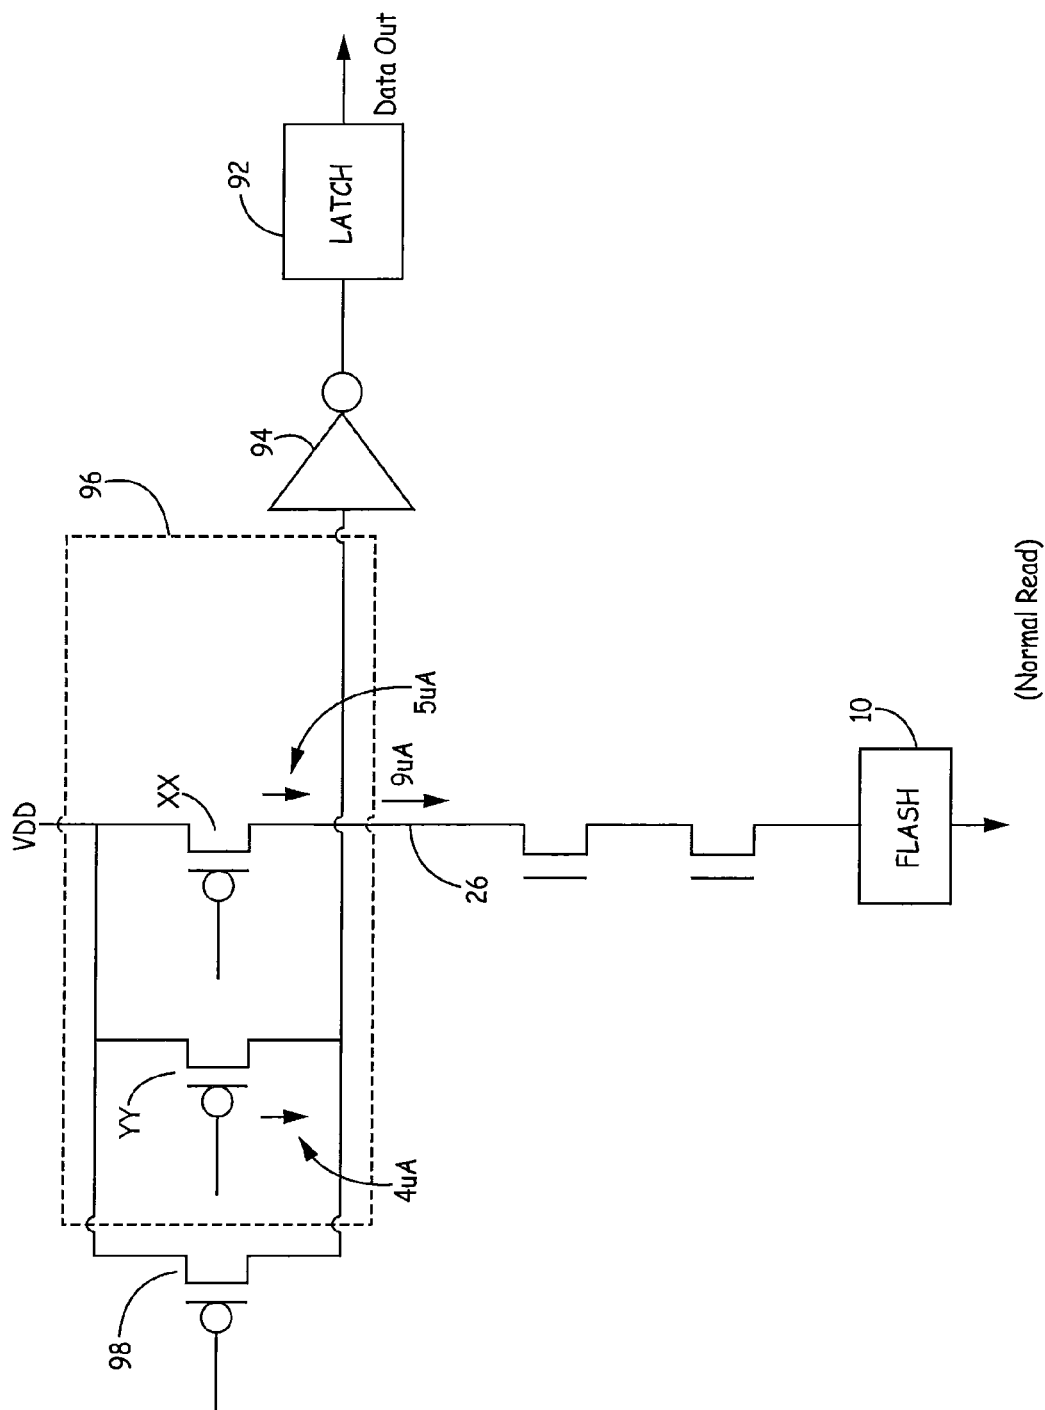 VDD
96
XX
YY
98
5uA
4uA
9uA
26
94
92
LATCH
Data Out
10
FLASH
(Normal Read)